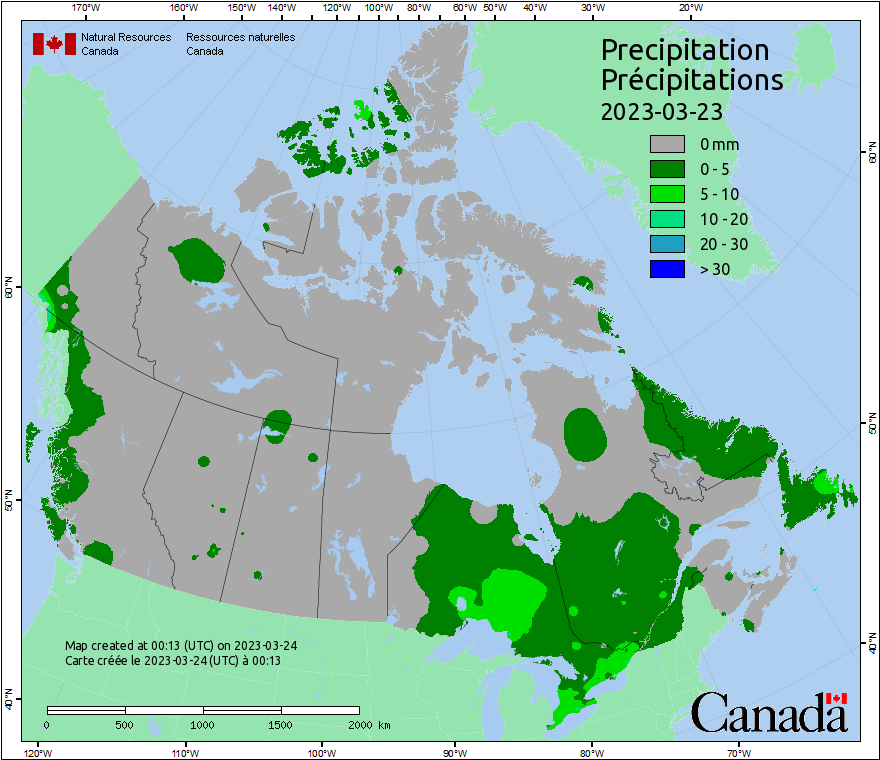 170°W 160°W 150°W 140°W 130°W 120°W 110°W 100°W 90°W 80°W 60°W 50°W 40°W 30°W 20°W
Natural Resources Ressources naturelles
Canada Canada
Precipitation
Précipitations
2023-03-23
0 mm
0 - 5
5 - 10
10 - 20
20 - 30
> 30
60°N
50°N
40°N
60°N
50°N
40°N
Map created at 00:13 (UTC) on 2023-03-24
Carte créée le 2023-03-24 (UTC) à 00:13
0 500 1000 1500 2000 km
Canada
120°W 110°W 100°W 90°W 80°W 70°W